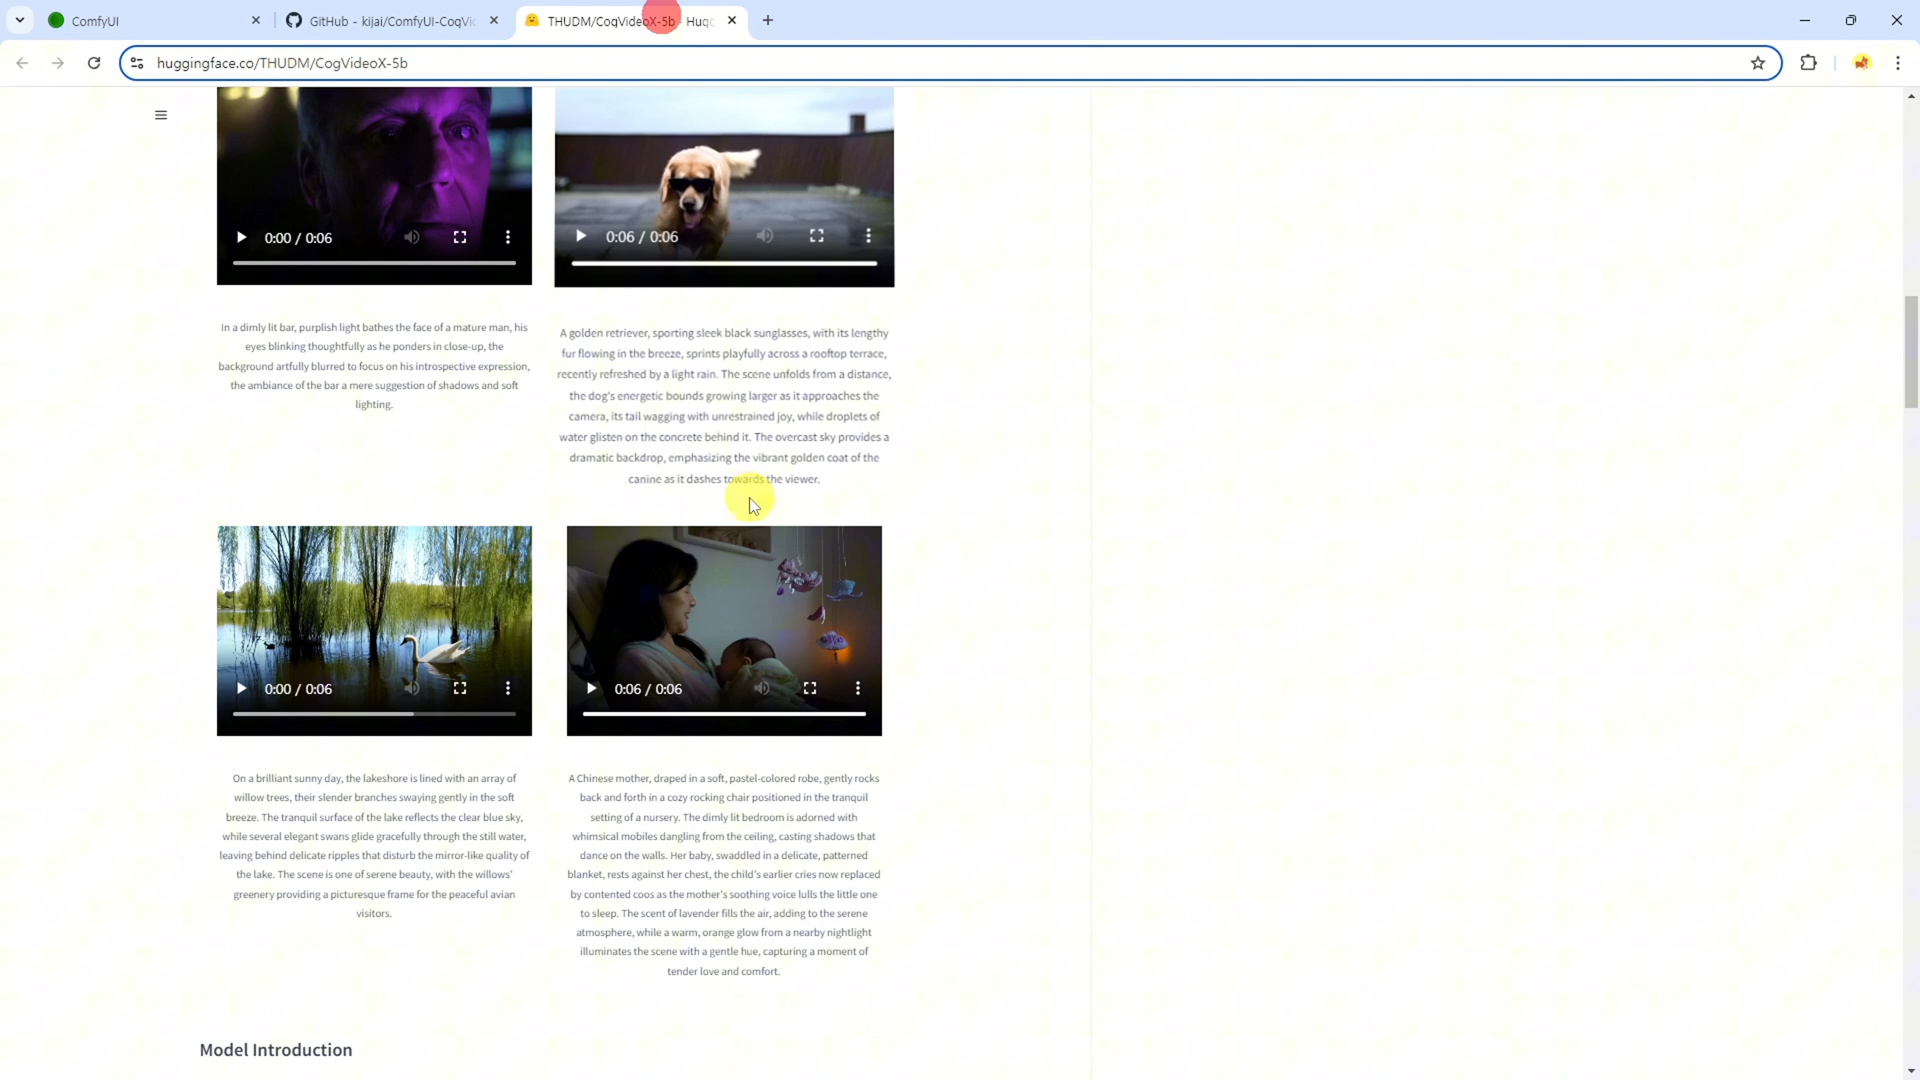 ComfyUI
GitHub - kijai/ComfyUI-CogVic
THUDM/CogVideoX-5b · Hugg
huggingface.co/THUDM/CogVideoX-5b
0:00 / 0:06
0:06 / 0:06
In a dimly lit bar, purplish light bathes the face of a mature man, his
eyes blinking thoughtfully as he ponders in close-up, the
background artfully blurred to focus on his introspective expression,
the ambiance of the bar a mere suggestion of shadows and soft
lighting.
A golden retriever, sporting sleek black sunglasses, with its lengthy
fur flowing in the breeze, sprints playfully across a rooftop terrace,
recently refreshed by a light rain. The scene unfolds from a distance,
the dog's energetic bounds growing larger as it approaches the
camera, its tail wagging with unrestrained joy, while droplets of
water glisten on the concrete behind it. The overcast sky provides a
dramatic backdrop, emphasizing the vibrant golden coat of the
canine as it dashes towards the viewer.
0:00 / 0:06
0:06 / 0:06
On a brilliant sunny day, the lakeshore is lined with an array of
willow trees, their slender branches swaying gently in the soft
breeze. The tranquil surface of the lake reflects the clear blue sky,
while several elegant swans glide gracefully through the still water,
leaving behind delicate ripples that disturb the mirror-like quality of
the lake. The scene is one of serene beauty, with the willows'
greenery providing a picturesque frame for the peaceful avian
visitors.
A Chinese mother, draped in a soft, pastel-colored robe, gently rocks
back and forth in a cozy rocking chair positioned in the tranquil
setting of a nursery. The dimly lit bedroom is adorned with
whimsical mobiles dangling from the ceiling, casting shadows that
dance on the walls. Her baby, swaddled in a delicate, patterned
blanket, rests against her chest, the child's earlier cries now replaced
by contented coos as the mother's soothing voice lulls the little one
to sleep. The scent of lavender fills the air, adding to the serene
atmosphere, while a warm, orange glow from a nearby nightlight
illuminates the scene with a gentle hue, capturing a moment of
tender love and comfort.
Model Introduction